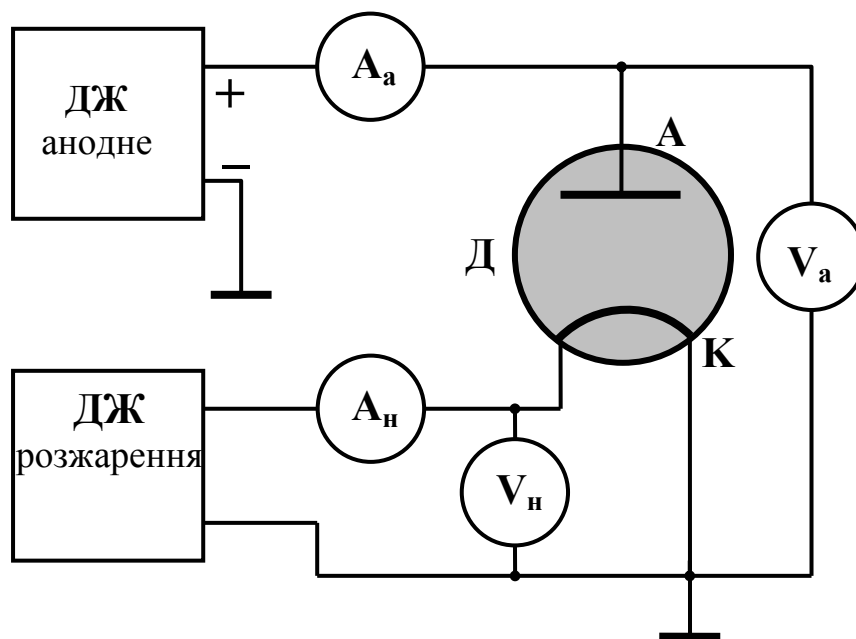 ДЖ
анодне
+
−
Aа
А
Д
Vа
К
ДЖ
розжарення
Aн
Vн